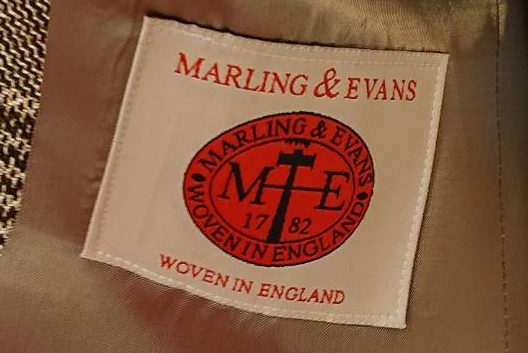 MARLING & EVANS
MARLING & EVANS
M E
17 82
WOVEN IN ENGLAND
WOVEN IN ENGLAND